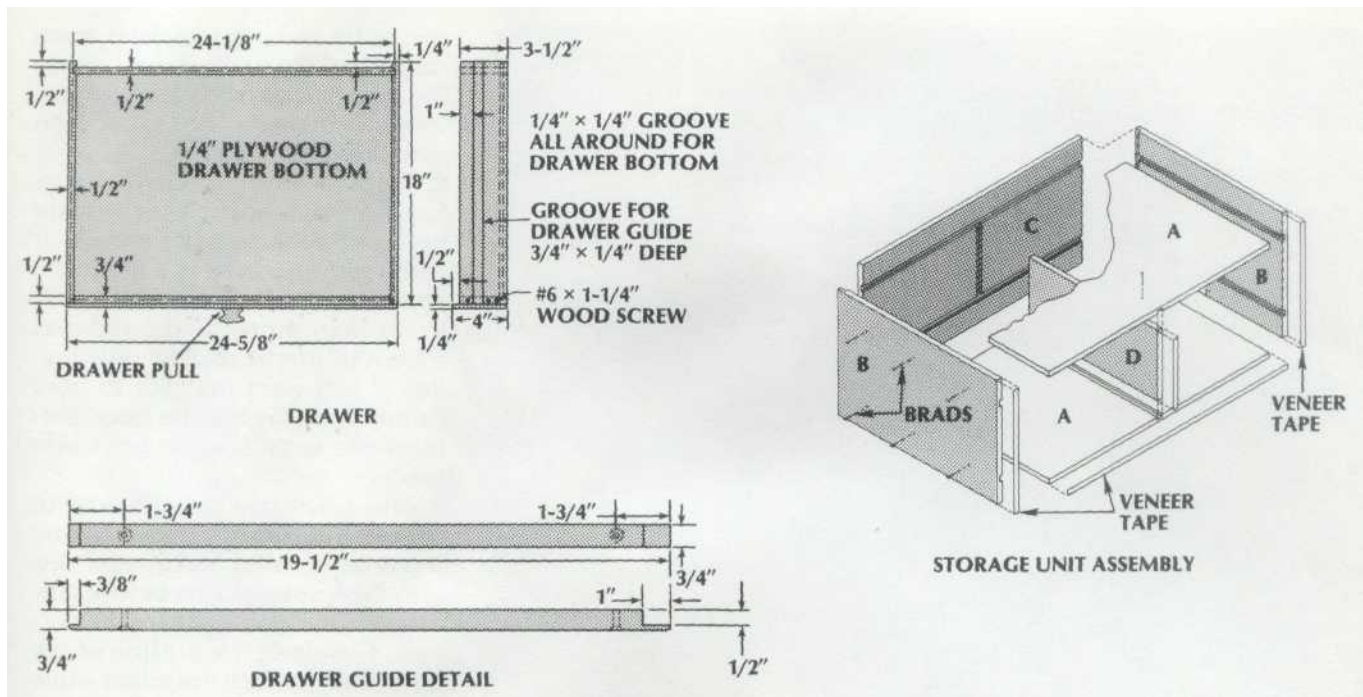 24-1/8"
1/4"
3-1/2"
1/2"
1/2"
1/2"
1"
1/4" PLYWOOD
DRAWER BOTTOM
1/4" × 1/4" GROOVE
ALL AROUND FOR
DRAWER BOTTOM
1/2"
18"
GROOVE FOR
DRAWER GUIDE
3/4" × 1/4" DEEP
1/2"
3/4"
1/2"
#6 × 1-1/4"
WOOD SCREW
4"
24-5/8"
1/4"
DRAWER PULL
DRAWER
C
A
B
B
D
BRADS
A
VENEER
TAPE
VENEER
TAPE
STORAGE UNIT ASSEMBLY
1-3/4"
1-3/4"
19-1/2"
3/4"
3/8"
1"
3/4"
1/2"
DRAWER GUIDE DETAIL